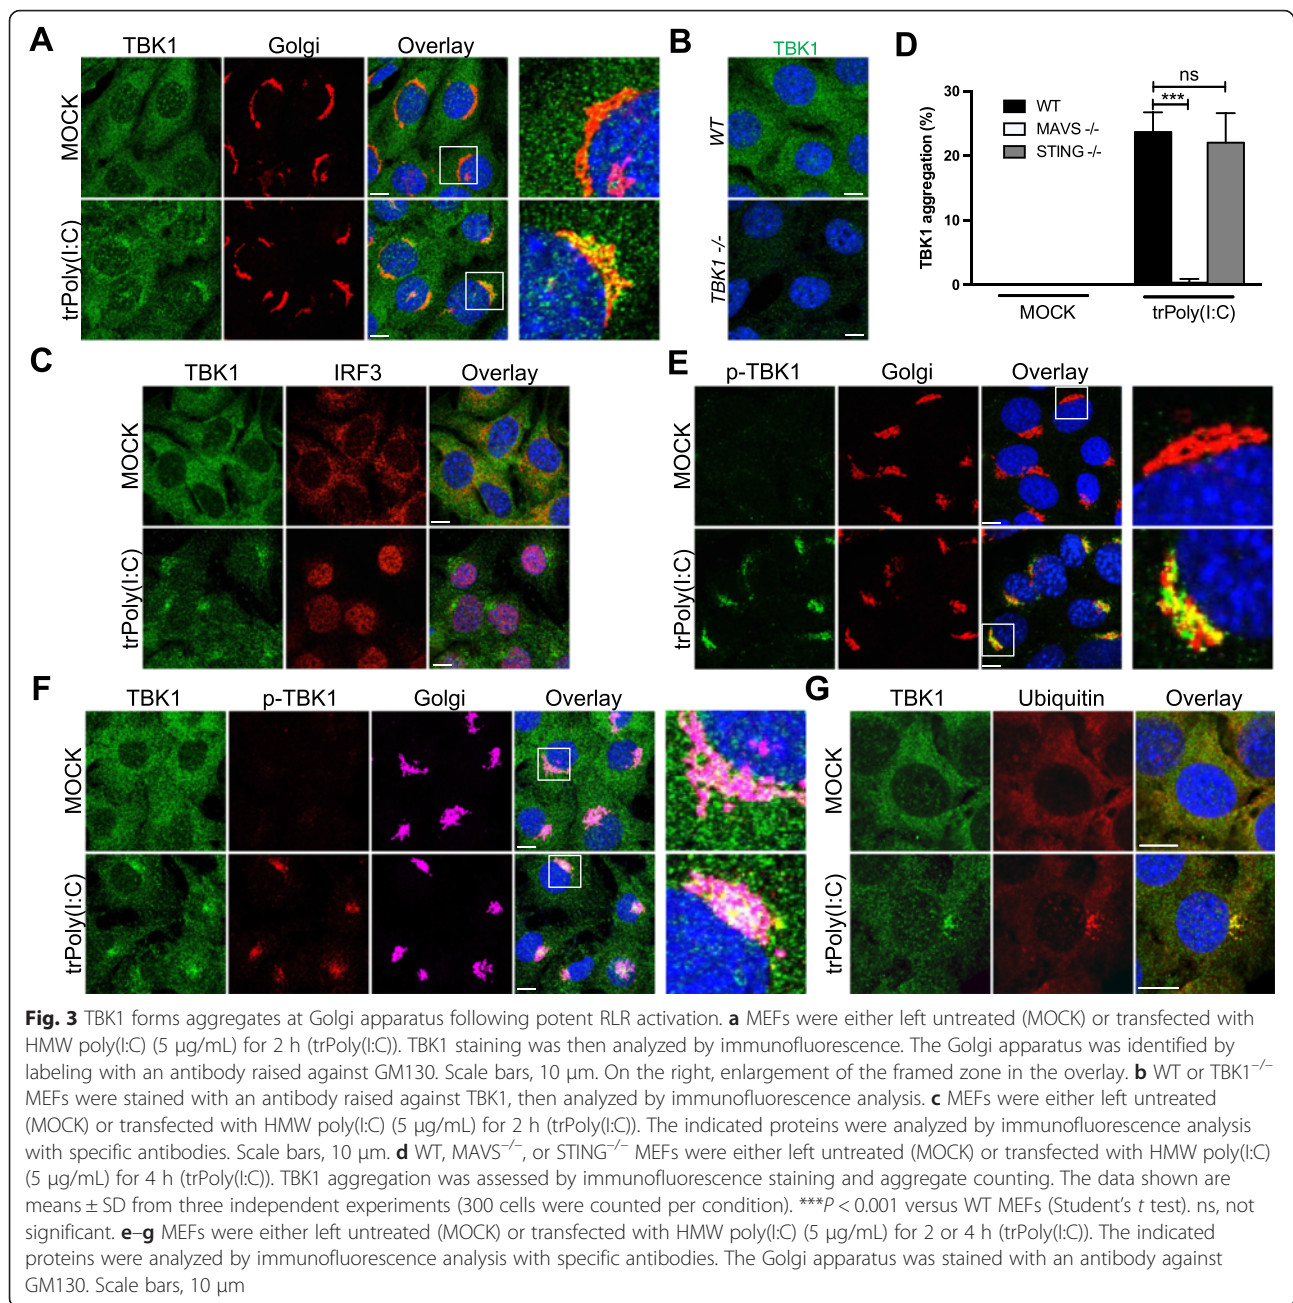 A
TBK1 Golgi Overlay
MOCK
trPoly(I:C)
B
TBK1
WT
TBK1 -/-
D
TBK1 aggregation (%)
30
20
10
0
WT
MAVS -/-
STING -/-
ns
***
MOCK trPoly(I:C)
C
TBK1 IRF3 Overlay
MOCK
trPoly(I:C)
E
p-TBK1 Golgi Overlay
MOCK
trPoly(I:C)
F
TBK1 p-TBK1 Golgi Overlay
MOCK
trPoly(I:C)
G
TBK1 Ubiquitin Overlay
MOCK
trPoly(I:C)
Fig. 3 TBK1 forms aggregates at Golgi apparatus following potent RLR activation. a MEFs were either left untreated (MOCK) or transfected with
HMW poly(I:C) (5 μg/mL) for 2 h (trPoly(I:C)). TBK1 staining was then analyzed by immunofluorescence. The Golgi apparatus was identified by
labeling with an antibody raised against GM130. Scale bars, 10 μm. On the right, enlargement of the framed zone in the overlay. b WT or TBK1−/−
MEFs were stained with an antibody raised against TBK1, then analyzed by immunofluorescence analysis. c MEFs were either left untreated
(MOCK) or transfected with HMW poly(I:C) (5 μg/mL) for 2 h (trPoly(I:C)). The indicated proteins were analyzed by immunofluorescence analysis
with specific antibodies. Scale bars, 10 μm. d WT, MAVS−/−, or STING−/− MEFs were either left untreated (MOCK) or transfected with HMW poly(I:C)
(5 μg/mL) for 4 h (trPoly(I:C)). TBK1 aggregation was assessed by immunofluorescence staining and aggregate counting. The data shown are
means ± SD from three independent experiments (300 cells were counted per condition). ***P < 0.001 versus WT MEFs (Student's t test). ns, not
significant. e–g MEFs were either left untreated (MOCK) or transfected with HMW poly(I:C) (5 μg/mL) for 2 or 4 h (trPoly(I:C)). The indicated
proteins were analyzed by immunofluorescence analysis with specific antibodies. The Golgi apparatus was stained with an antibody against
GM130. Scale bars, 10 μm